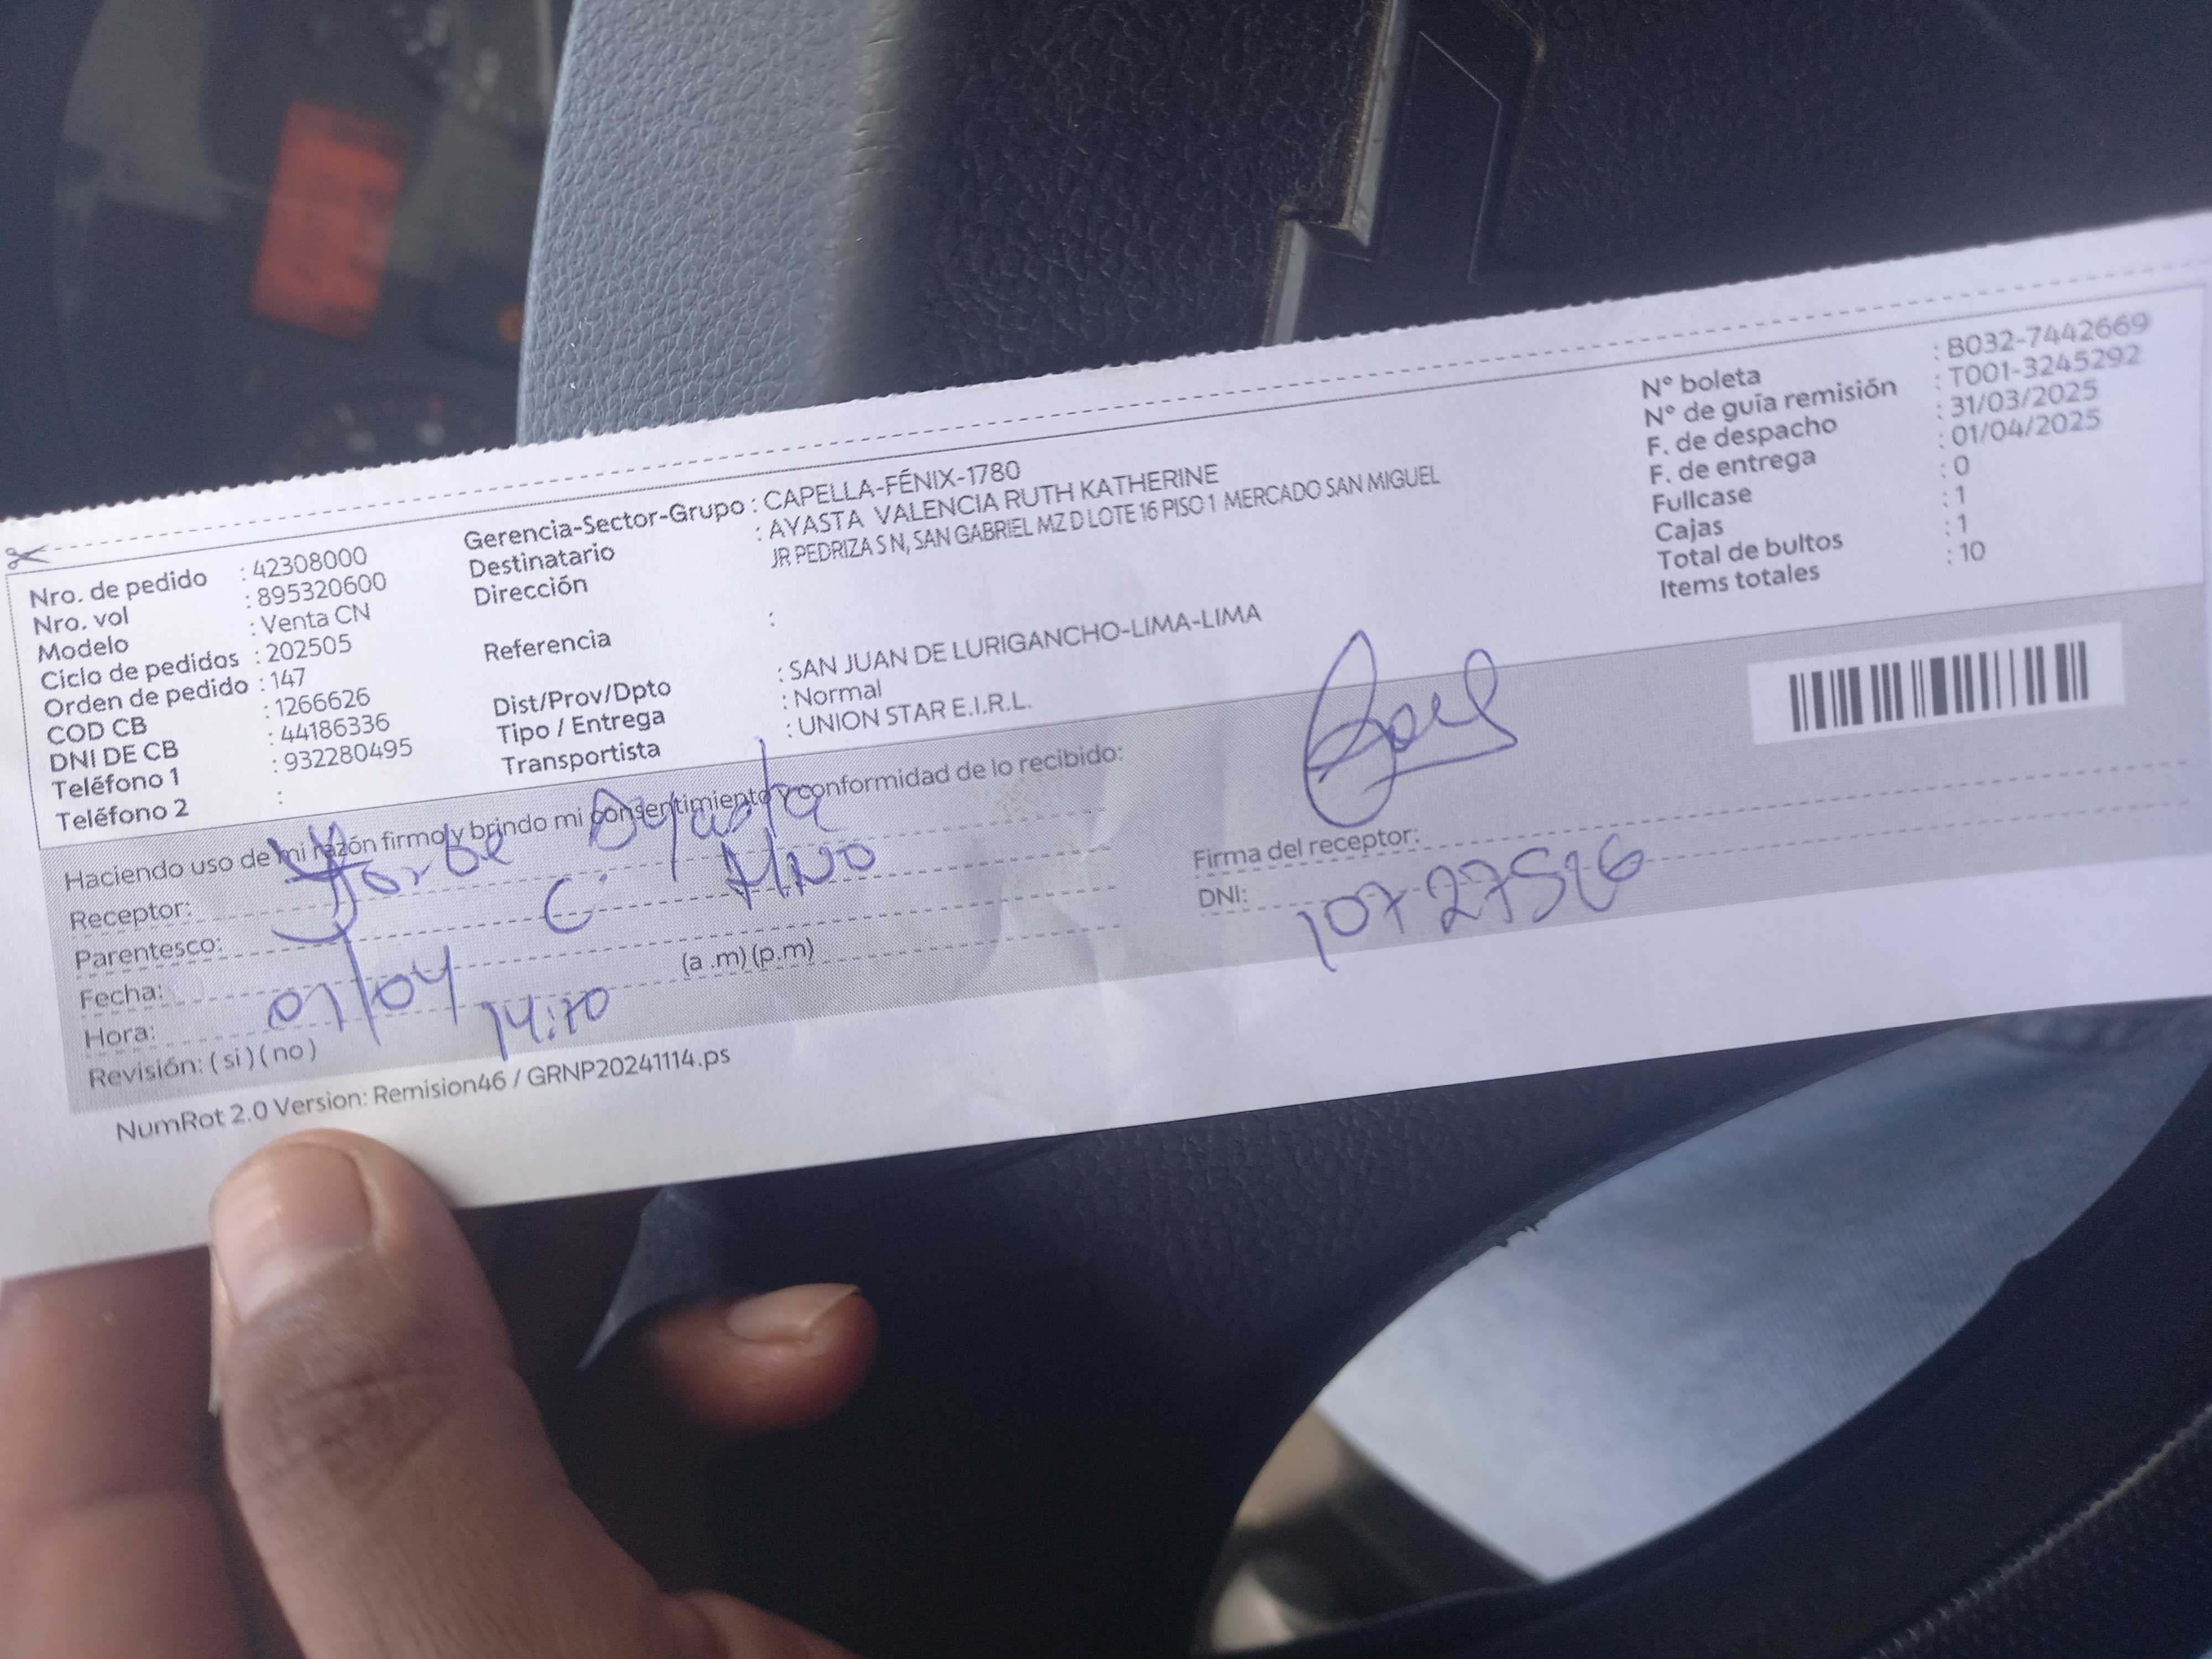 Nro. de pedido : 42308000
Nro. vol : 895320600
Modelo : Venta CN
Ciclo de pedidos : 202505
Orden de pedido : 147
COD CB : 1266626
DNI DE CB : 44186336
Teléfono 1 : 932280495
Teléfono 2 :
Gerencia-Sector-Grupo : CAPELLA-FÉNIX-1780
Destinatario : AYASTA VALENCIA RUTH KATHERINE
Dirección JR PEDRIZA S N, SAN GABRIEL MZ D LOTE 16 PISO 1 MERCADO SAN MIGUEL
Referencia :
Dist/Prov/Dpto : SAN JUAN DE LURIGANCHO-LIMA-LIMA
Tipo / Entrega : Normal
Transportista : UNION STAR E.I.R.L.
N° boleta : B032-7442669
N° de guía remisión : T001-3245292
F. de despacho : 31/03/2025
F. de entrega : 01/04/2025
Fullcase : 0
Cajas : 1
Total de bultos : 1
Items totales : 10
Haciendo uso de mi razón firmo y brindo mi consentimiento y conformidad de lo recibido:
Receptor: Jorge Ayasta
Parentesco: C.
Fecha: 01/04
Hora: 14:10 (a .m) (p.m)
Revisión: ( si ) ( no )
Firma del receptor:
DNI:
NumRot 2.0 Version: Remision46 / GRNP20241114.ps